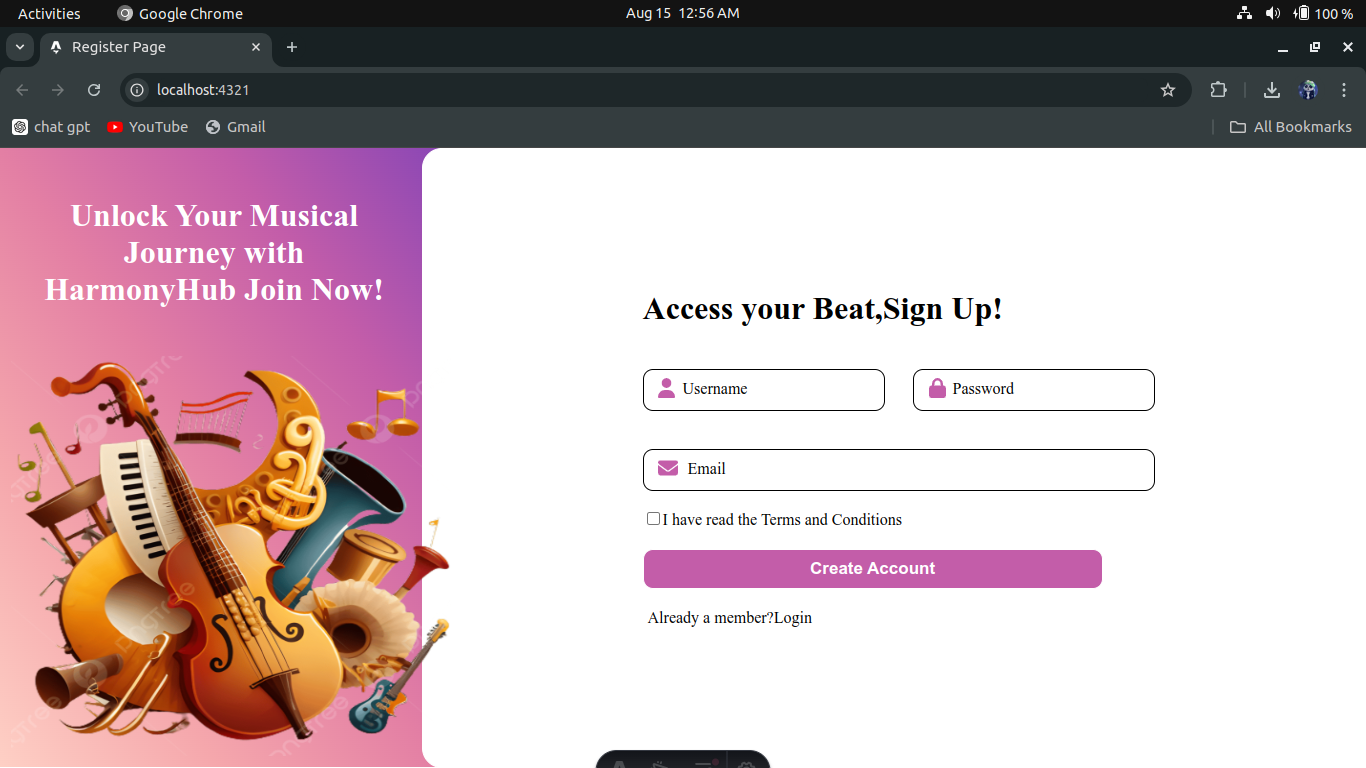 Activities
Google Chrome
Aug 15 12:56 AM
100 %
Register Page
localhost:4321
chat gpt
YouTube
Gmail
All Bookmarks
Unlock Your Musical
Journey with
HarmonyHub Join Now!
Access your Beat,Sign Up!
Username
Password
Email
I have read the Terms and Conditions
Create Account
Already a member?Login
pngtree